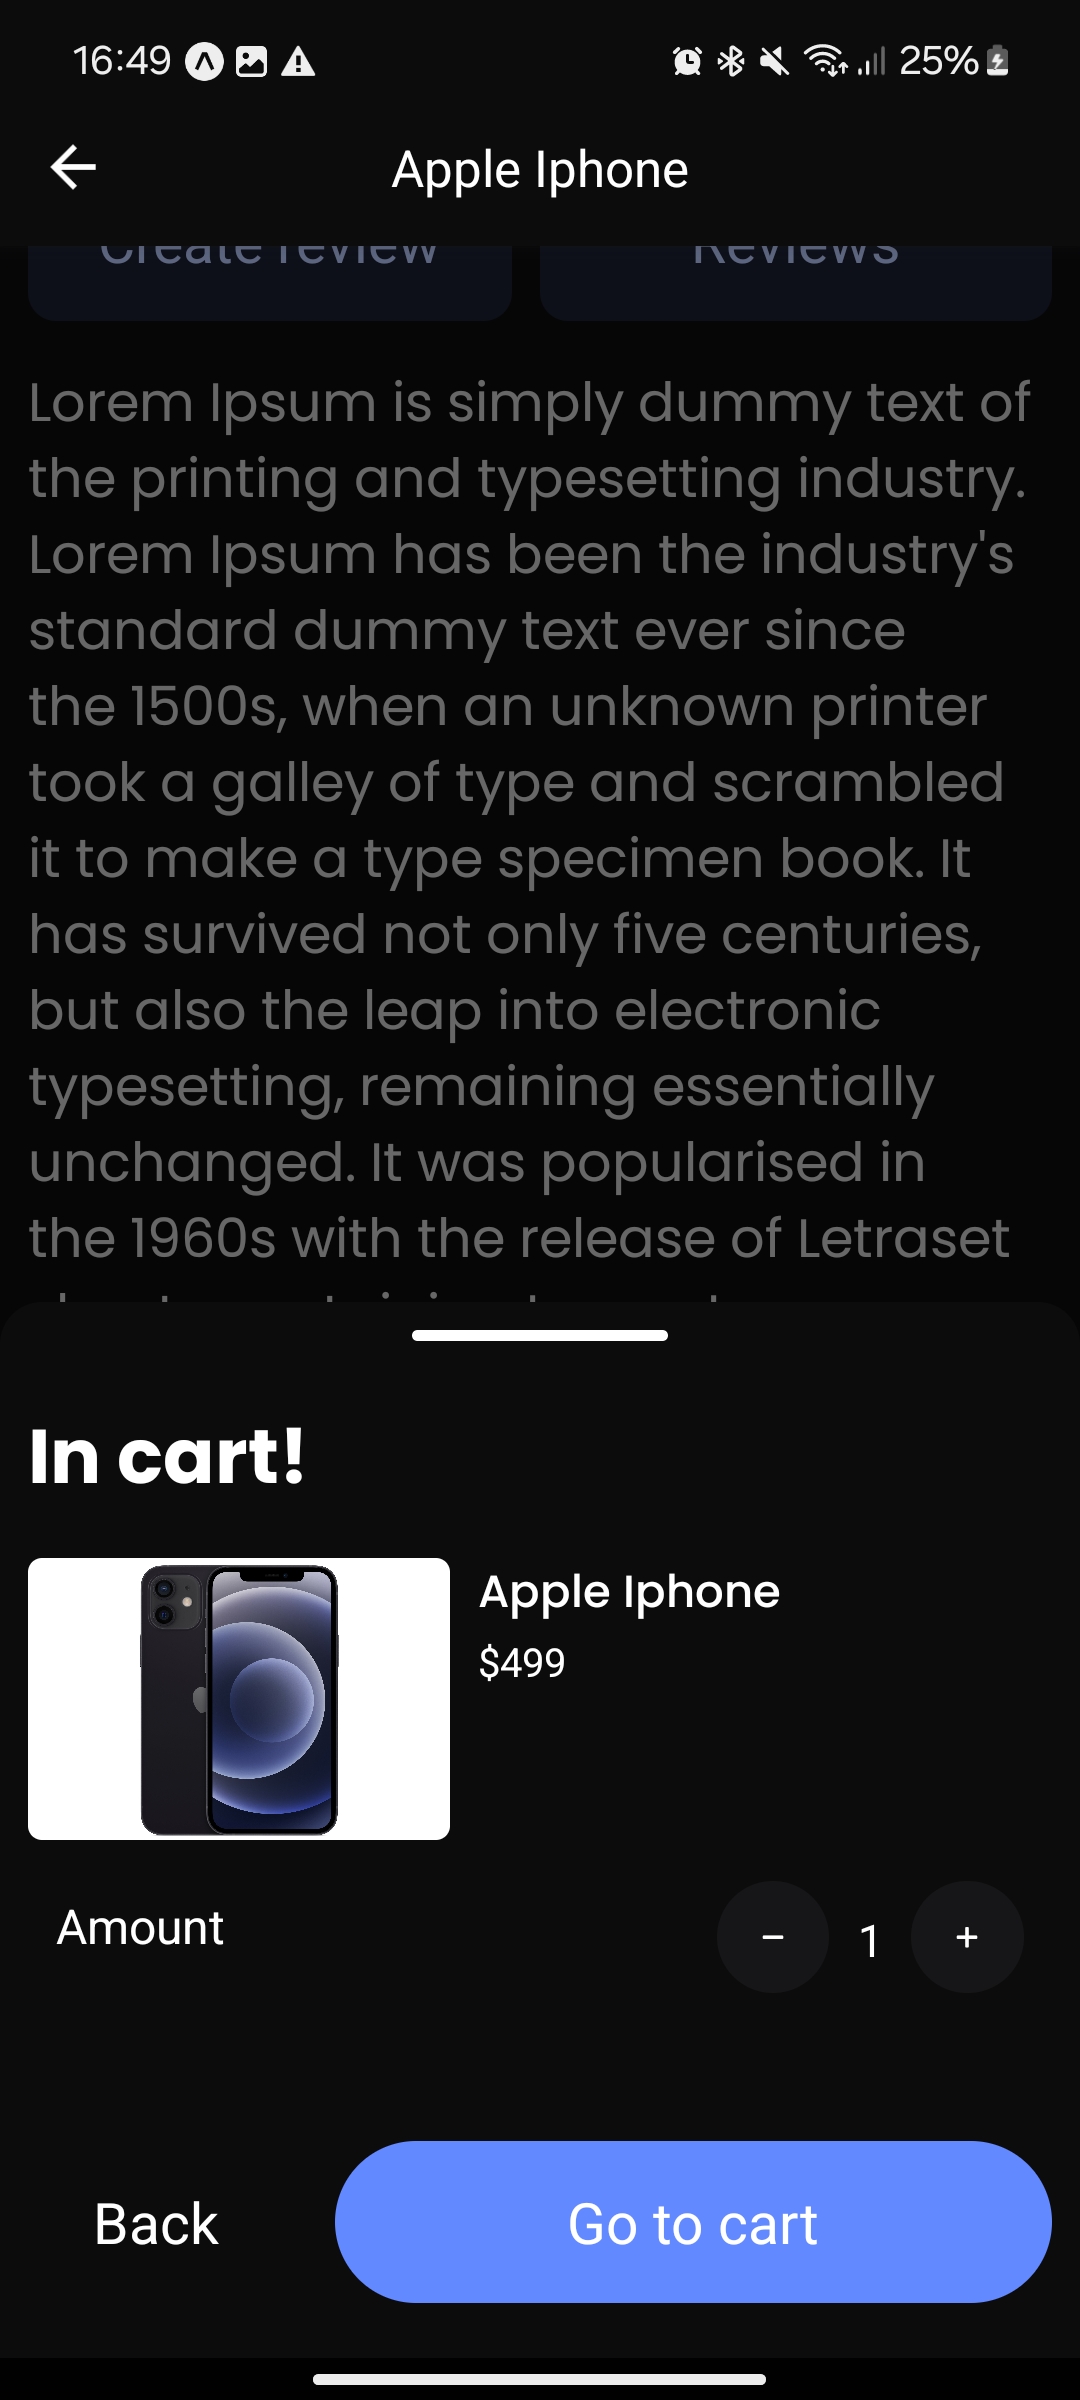 16:49 25%
Apple Iphone
Create review Reviews
Lorem Ipsum is simply dummy text of
the printing and typesetting industry.
Lorem Ipsum has been the industry's
standard dummy text ever since
the 1500s, when an unknown printer
took a galley of type and scrambled
it to make a type specimen book. It
has survived not only five centuries,
but also the leap into electronic
typesetting, remaining essentially
unchanged. It was popularised in
the 1960s with the release of Letraset
In cart!
Apple Iphone
$499
Amount − 1 +
Back Go to cart